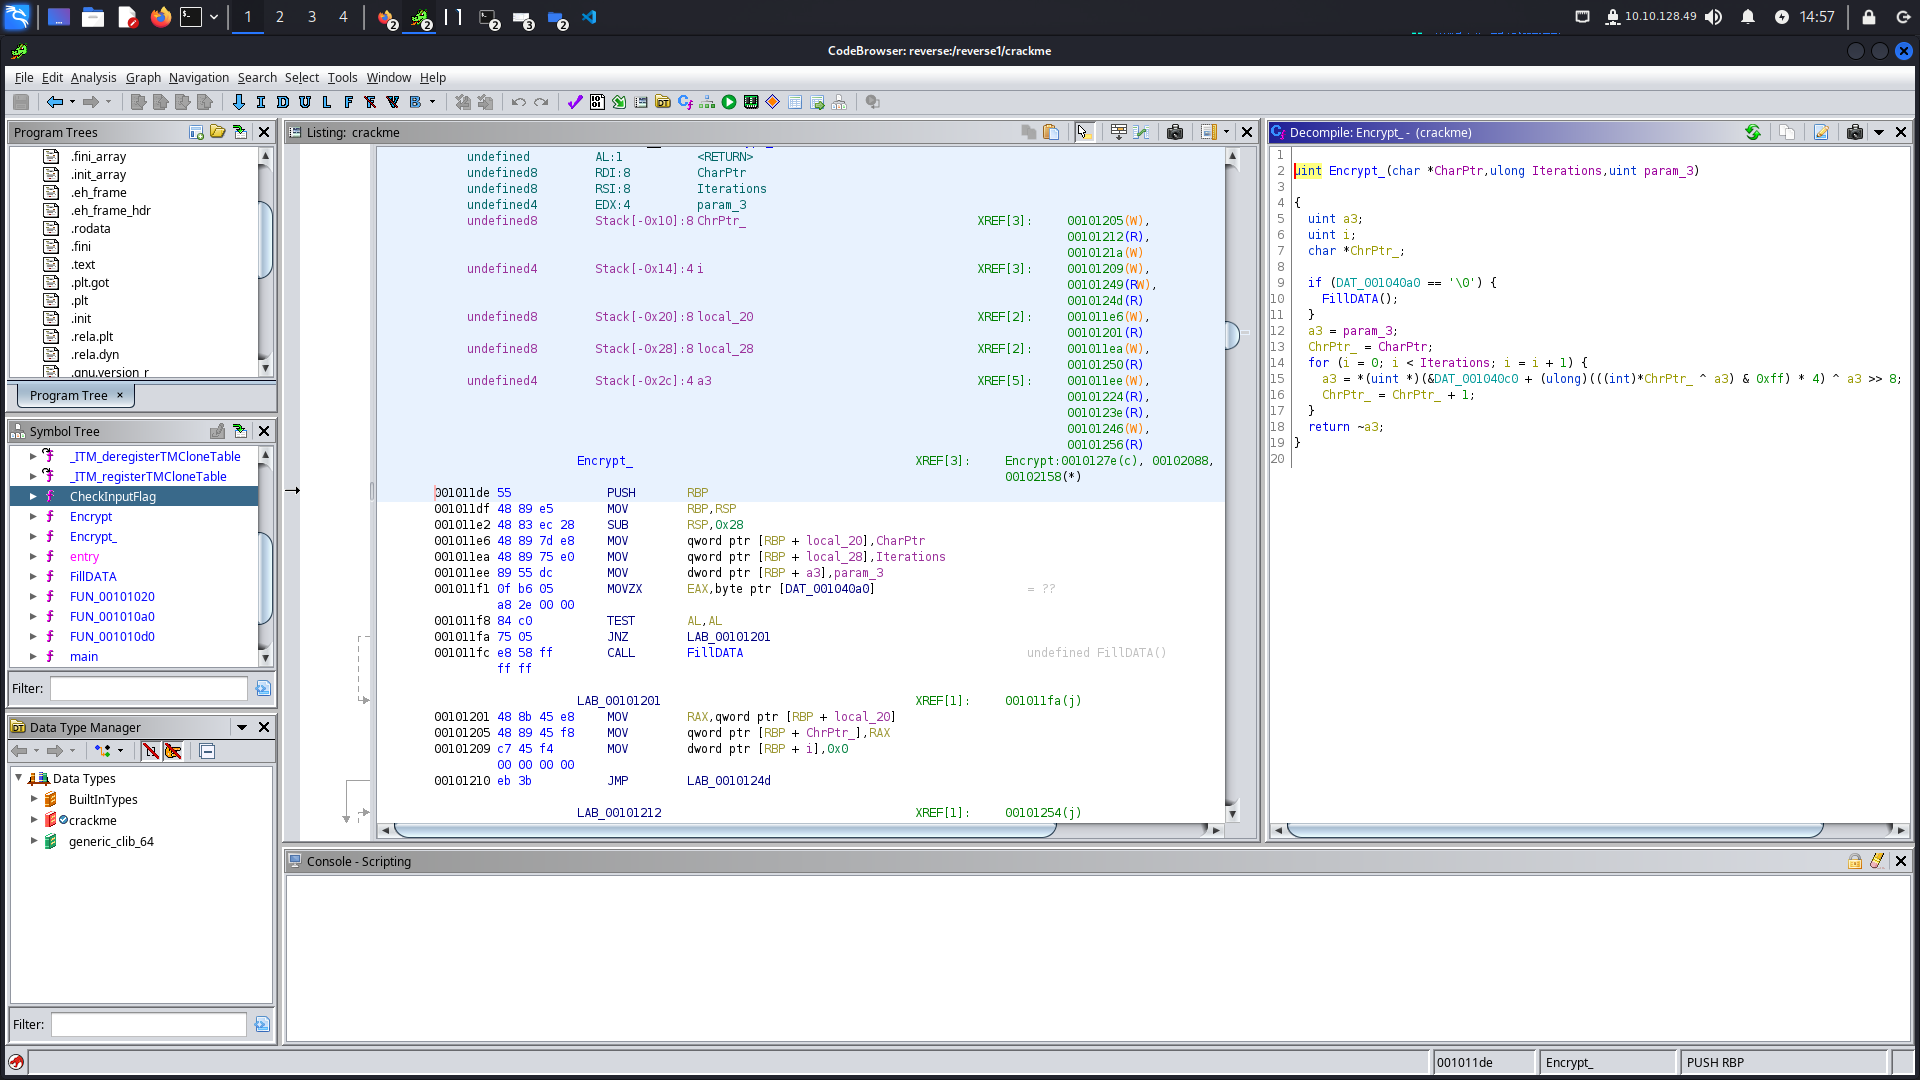 1 2 3 4
2 2 2 3 2
10.10.128.49
14:57
CodeBrowser: reverse:/reverse1/crackme
File Edit Analysis Graph Navigation Search Select Tools Window Help
I D U L F B
Program Trees
.fini_array
.init_array
.eh_frame
.eh_frame_hdr
.rodata
.fini
.text
.plt.got
.plt
.init
.rela.plt
.rela.dyn
.gnu.version_r
Program Tree ×
Symbol Tree
_ITM_deregisterTMCloneTable
_ITM_registerTMCloneTable
CheckInputFlag
Encrypt
Encrypt_
entry
FillDATA
FUN_00101020
FUN_001010a0
FUN_001010d0
main
Filter:
Data Type Manager
Data Types
BuiltInTypes
crackme
generic_clib_64
Filter:
Listing: crackme
undefined AL:1 <RETURN>
undefined8 RDI:8 CharPtr
undefined8 RSI:8 Iterations
undefined4 EDX:4 param_3
undefined8 Stack[-0x10]:8 ChrPtr_ XREF[3]: 00101205(W),
00101212(R),
0010121a(W)
undefined4 Stack[-0x14]:4 i XREF[3]: 00101209(W),
00101249(RW),
0010124d(R)
undefined8 Stack[-0x20]:8 local_20 XREF[2]: 001011e6(W),
00101201(R)
undefined8 Stack[-0x28]:8 local_28 XREF[2]: 001011ea(W),
00101250(R)
undefined4 Stack[-0x2c]:4 a3 XREF[5]: 001011ee(W),
00101224(R),
0010123e(R),
00101246(W),
00101256(R)
Encrypt_ XREF[3]: Encrypt:0010127e(c), 00102088,
00102158(*)
001011de 55 PUSH RBP
001011df 48 89 e5 MOV RBP,RSP
001011e2 48 83 ec 28 SUB RSP,0x28
001011e6 48 89 7d e8 MOV qword ptr [RBP + local_20],CharPtr
001011ea 48 89 75 e0 MOV qword ptr [RBP + local_28],Iterations
001011ee 89 55 dc MOV dword ptr [RBP + a3],param_3
001011f1 0f b6 05 MOVZX EAX,byte ptr [DAT_001040a0] = ??
a8 2e 00 00
001011f8 84 c0 TEST AL,AL
001011fa 75 05 JNZ LAB_00101201
001011fc e8 58 ff CALL FillDATA undefined FillDATA()
ff ff
LAB_00101201 XREF[1]: 001011fa(j)
00101201 48 8b 45 e8 MOV RAX,qword ptr [RBP + local_20]
00101205 48 89 45 f8 MOV qword ptr [RBP + ChrPtr_],RAX
00101209 c7 45 f4 MOV dword ptr [RBP + i],0x0
00 00 00 00
00101210 eb 3b JMP LAB_0010124d
LAB_00101212 XREF[1]: 00101254(j)
Decompile: Encrypt_ - (crackme)
1
2 uint Encrypt_(char *CharPtr,ulong Iterations,uint param_3)
3
4 {
5 uint a3;
6 uint i;
7 char *ChrPtr_;
8
9 if (DAT_001040a0 == '\0') {
10 FillDATA();
11 }
12 a3 = param_3;
13 ChrPtr_ = CharPtr;
14 for (i = 0; i < Iterations; i = i + 1) {
15 a3 = *(uint *)(&DAT_001040c0 + (ulong)(((int)*ChrPtr_ ^ a3) & 0xff) * 4) ^ a3 >> 8;
16 ChrPtr_ = ChrPtr_ + 1;
17 }
18 return ~a3;
19 }
20
Console - Scripting
001011de Encrypt_ PUSH RBP